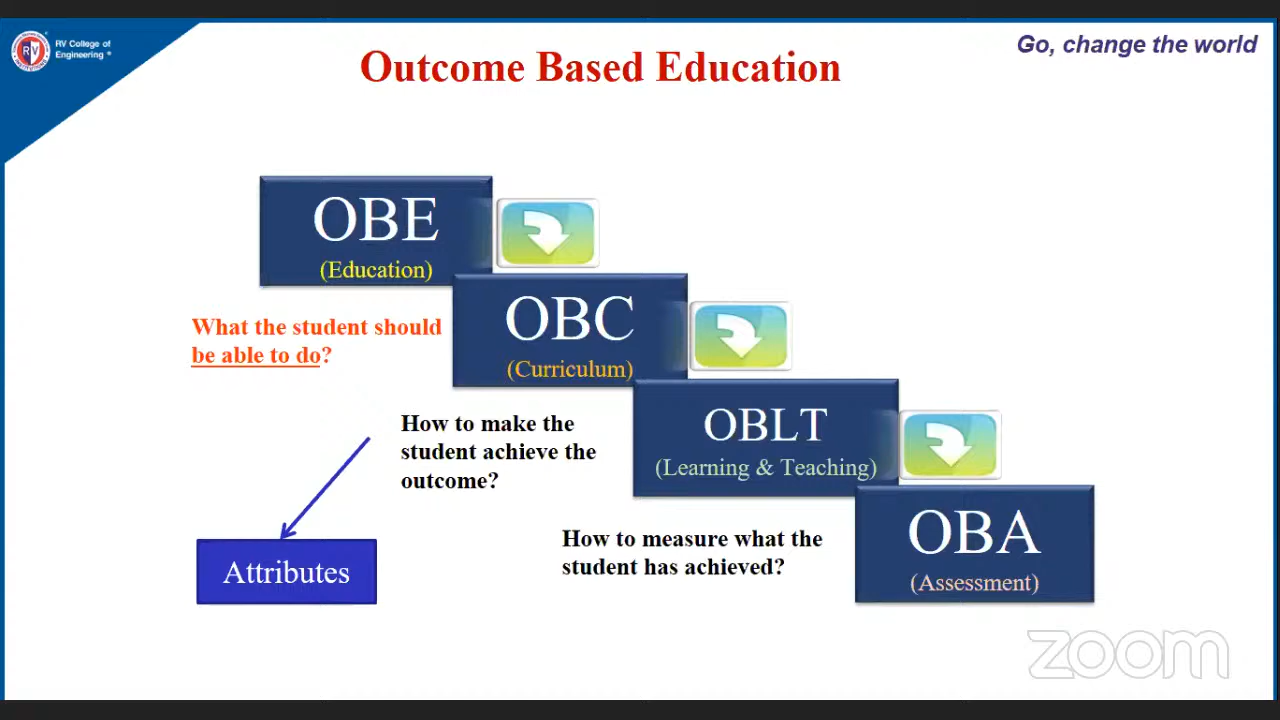 RV College of
Engineering
Go, change the world
Outcome Based Education
OBE
(Education)
What the student should
be able to do?
OBC
(Curriculum)
How to make the
student achieve the
outcome?
OBLT
(Learning & Teaching)
Attributes
How to measure what the
student has achieved?
OBA
(Assessment)
zoom